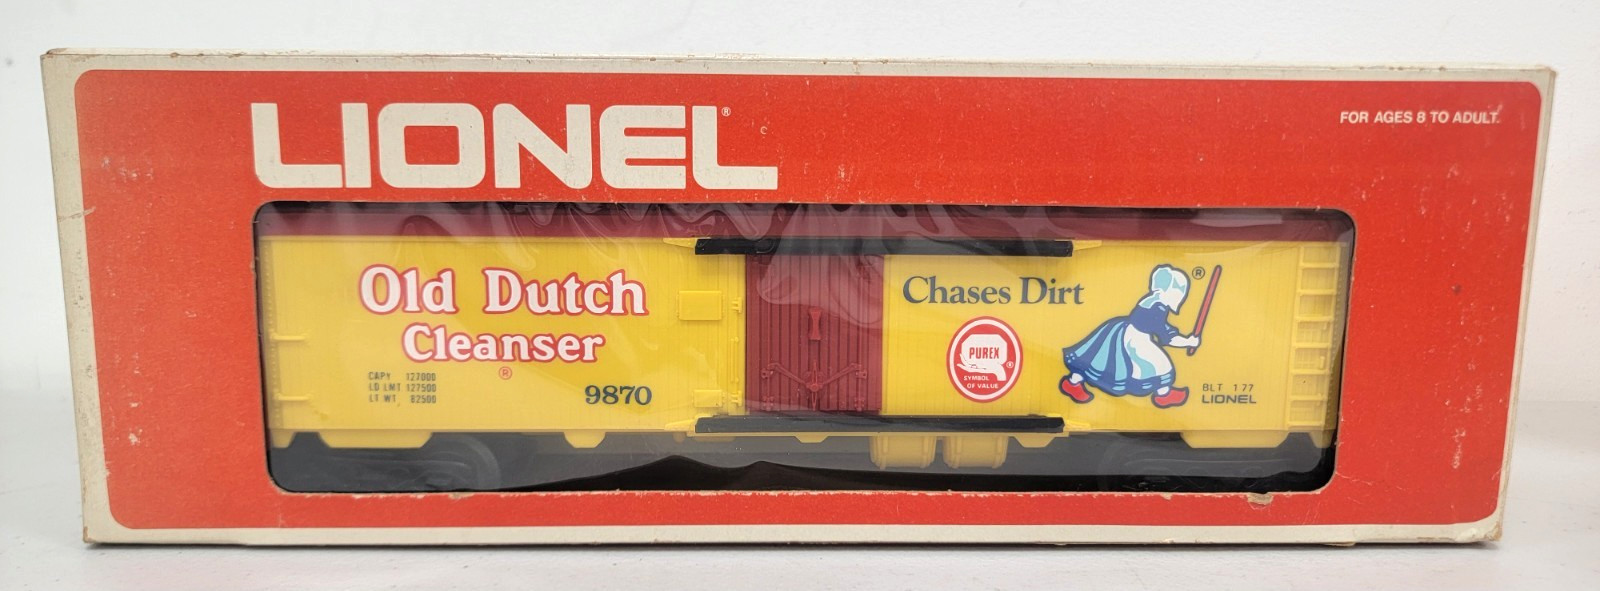 LIONEL®
FOR AGES 8 TO ADULT.
Old Dutch
Cleanser
®
CAPY 127000
LD LMT 127500
LT WT 82500
9870
Chases Dirt
®
PUREX
SYMBOL
OF VALUE
®
BLT 1 77
LIONEL